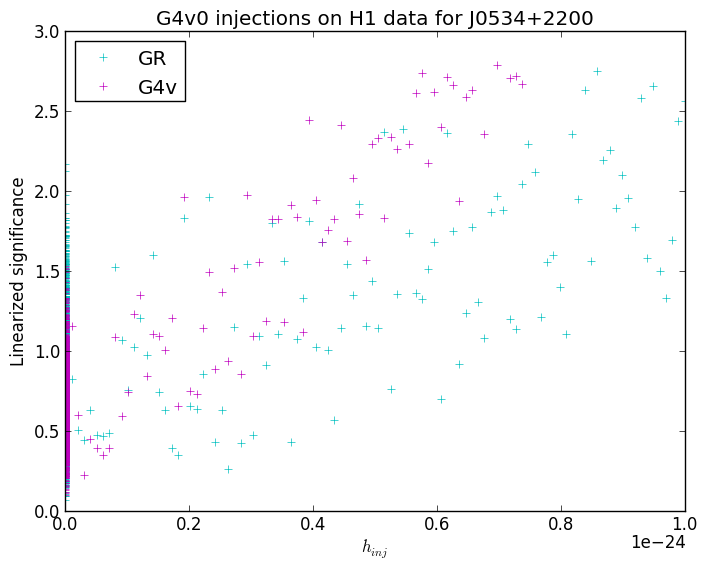 G4v0 injections on H1 data for J0534+2200
GR
G4v
Linearized significance
3.0
2.5
2.0
1.5
1.0
0.5
0.0
0.0 0.2 0.4 0.6 0.8 1.0
1e−24
h_inj